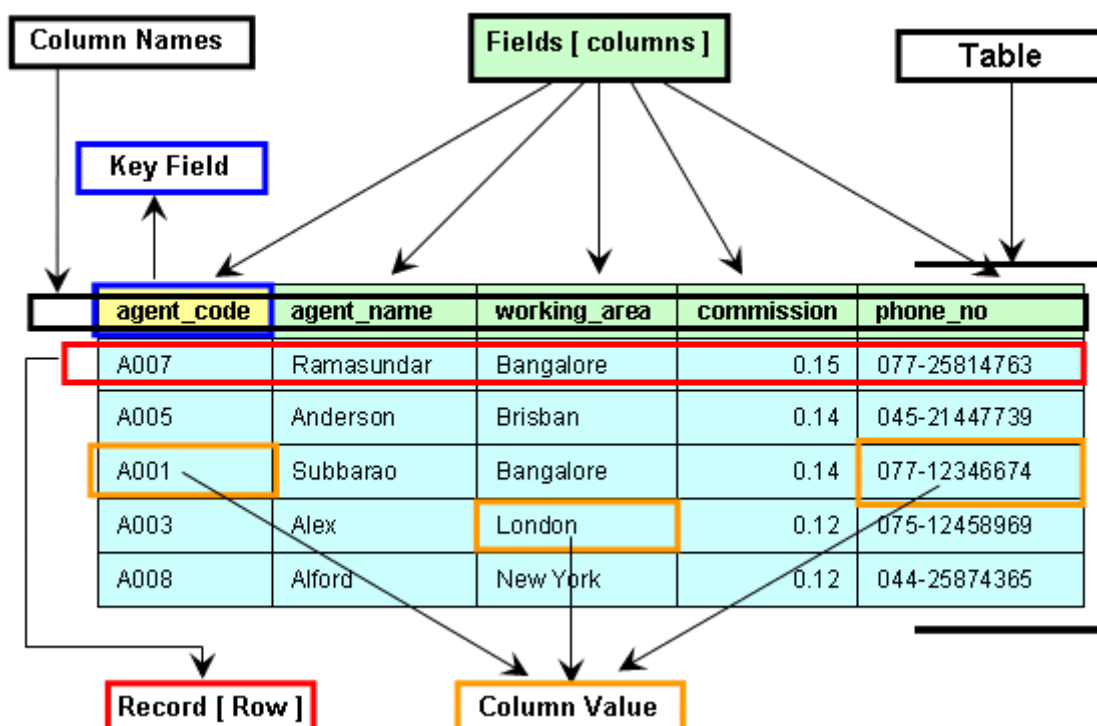 Column Names
Fields [ columns ]
Table
Key Field
agent_code agent_name working_area commission phone_no
A007 Ramasundar Bangalore 0.15 077-25814763
A005 Anderson Brisban 0.14 045-21447739
A001 Subbarao Bangalore 0.14 077-12346674
A003 Alex London 0.12 075-12458969
A008 Alford New York 0.12 044-25874365
Record [ Row ]
Column Value